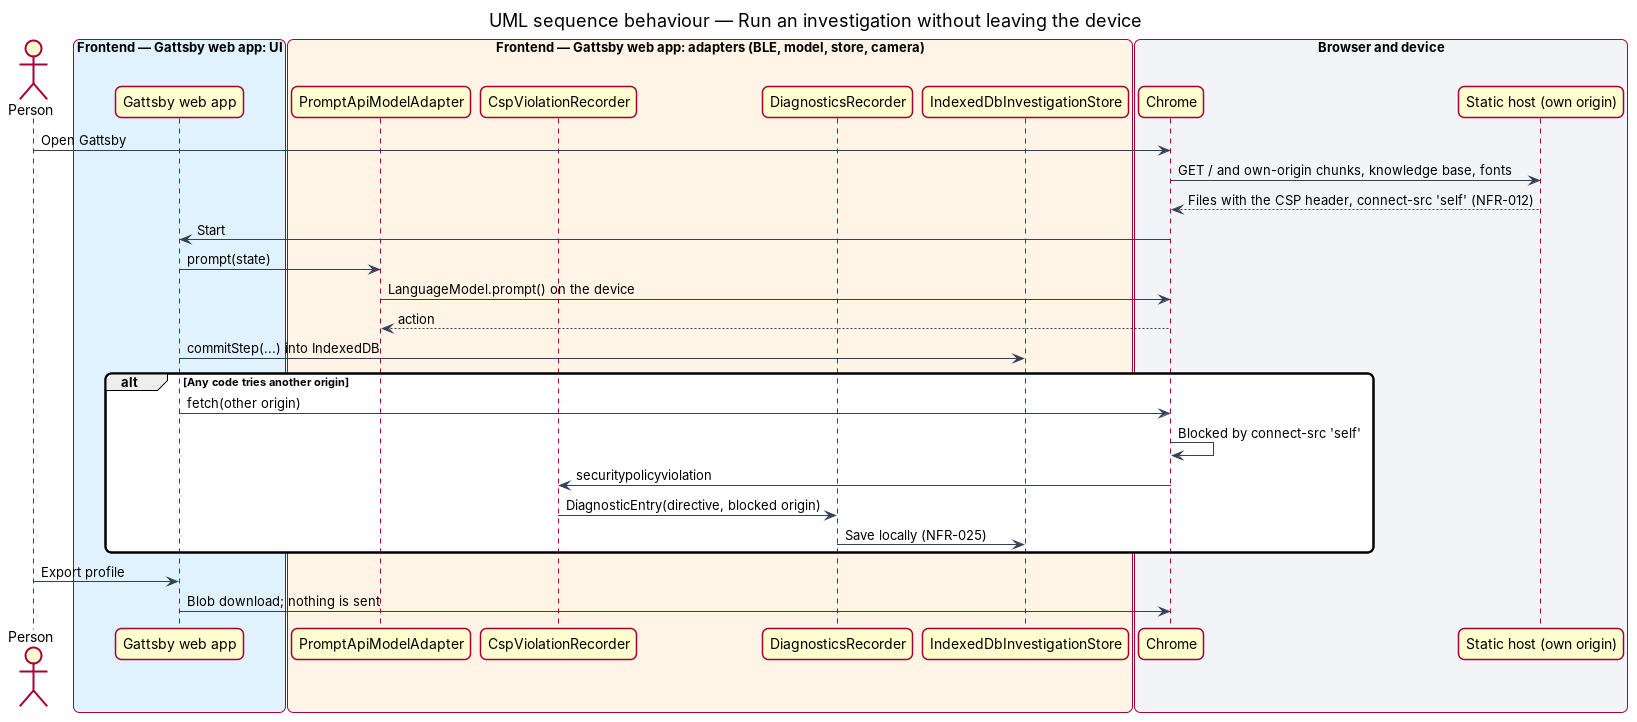 UML sequence behaviour — Run an investigation without leaving the device
Frontend — Gattsby web app: UI
Frontend — Gattsby web app: adapters (BLE, model, store, camera)
Browser and device
Person
Gattsby web app
PromptApiModelAdapter
CspViolationRecorder
DiagnosticsRecorder
IndexedDbInvestigationStore
Chrome
Static host (own origin)
Open Gattsby
GET / and own-origin chunks, knowledge base, fonts
Files with the CSP header, connect-src 'self' (NFR-012)
Start
prompt(state)
LanguageModel.prompt() on the device
action
commitStep(...) into IndexedDB
alt
[Any code tries another origin]
fetch(other origin)
Blocked by connect-src 'self'
securitypolicyviolation
DiagnosticEntry(directive, blocked origin)
Save locally (NFR-025)
Export profile
Blob download; nothing is sent
Person
Gattsby web app
PromptApiModelAdapter
CspViolationRecorder
DiagnosticsRecorder
IndexedDbInvestigationStore
Chrome
Static host (own origin)